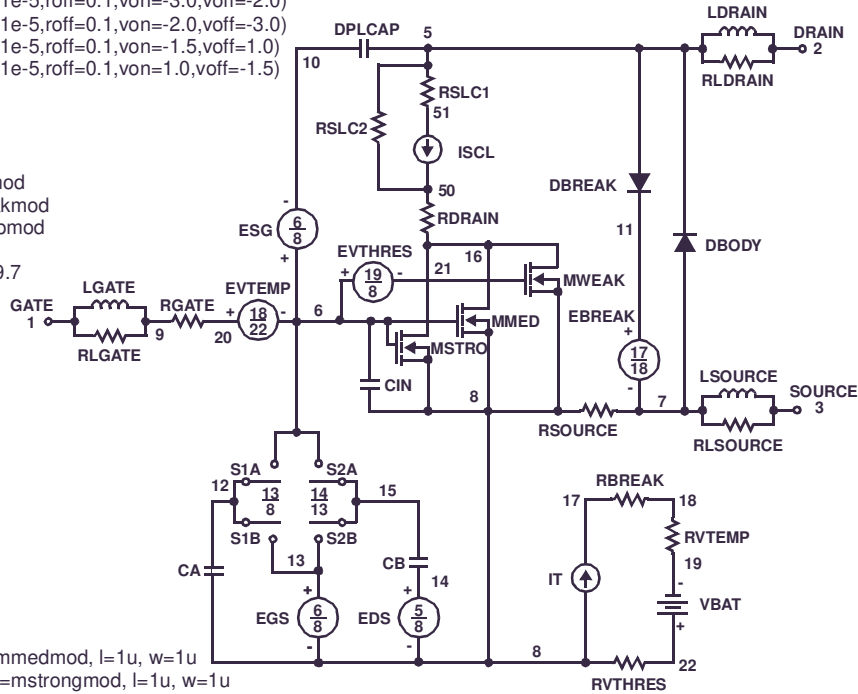 1e-5,roff=0.1,von=-3.0,voff=-2.0)
1e-5,roff=0.1,von=-2.0,voff=-3.0)
1e-5,roff=0.1,von=-1.5,voff=1.0)
1e-5,roff=0.1,von=1.0,voff=-1.5)
LDRAIN
DPLCAP 5 DRAIN
10 2
RSLC1 RLDRAIN
51
RSLC2
ISCL
50
DBREAK
RDRAIN
11
DBODY
ESG 6/8
-
+
EVTHRES 16
+ 19/8 - 21
MWEAK
9.7
LGATE
GATE RGATE EVTEMP
1 9 20 + 18/22 - 6
RLGATE
MMED EBREAK +
MSTRO
17/18
-
CIN
8 7
LSOURCE
SOURCE
3
RSOURCE
RLSOURCE
S1A S2A
12 13/8 14/13 15
S1B S2B
13
CA CB
14
+ +
EGS 6/8 EDS 5/8
- -
RBREAK
17 18
RVTEMP
19
IT
-
VBAT
+
8 22
RVTHRES
mmedmod, l=1u, w=1u
=mstrongmod, l=1u, w=1u